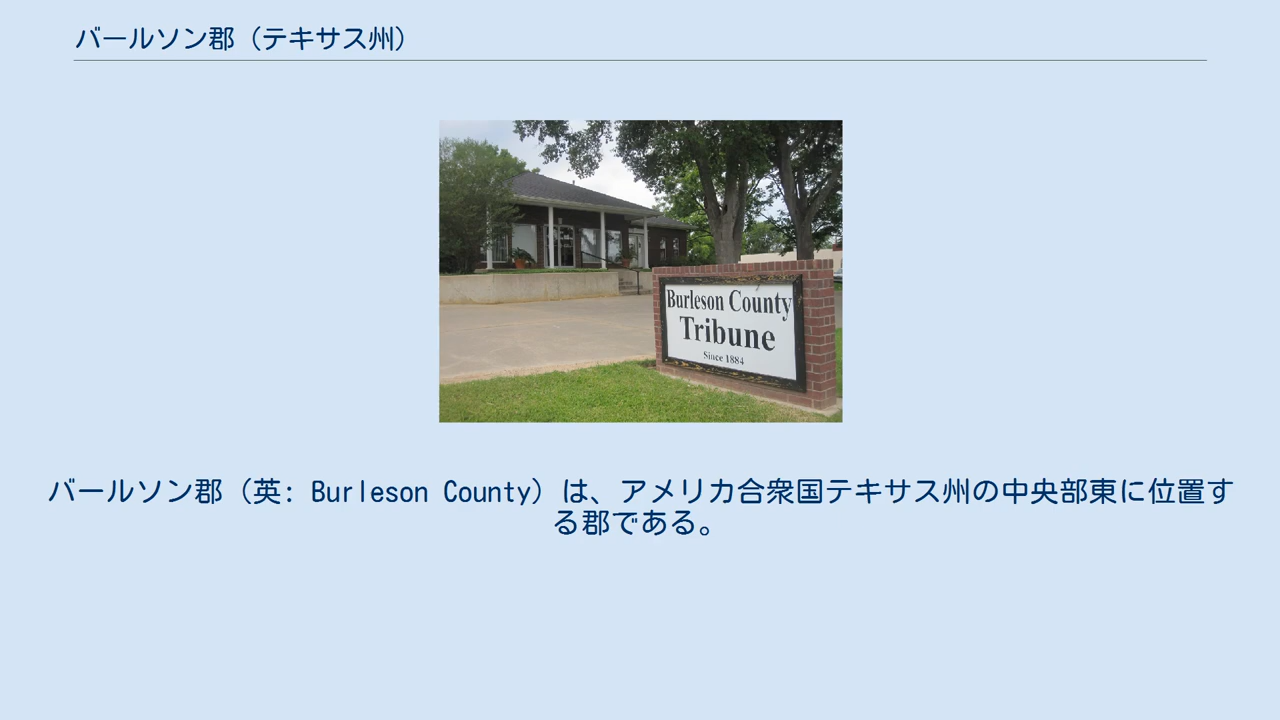 バールソン郡（テキサス州）
Burleson County
Tribune
Since 1884
バールソン郡（英: Burleson County）は、アメリカ合衆国テキサス州の中央部東に位置す
る郡である。